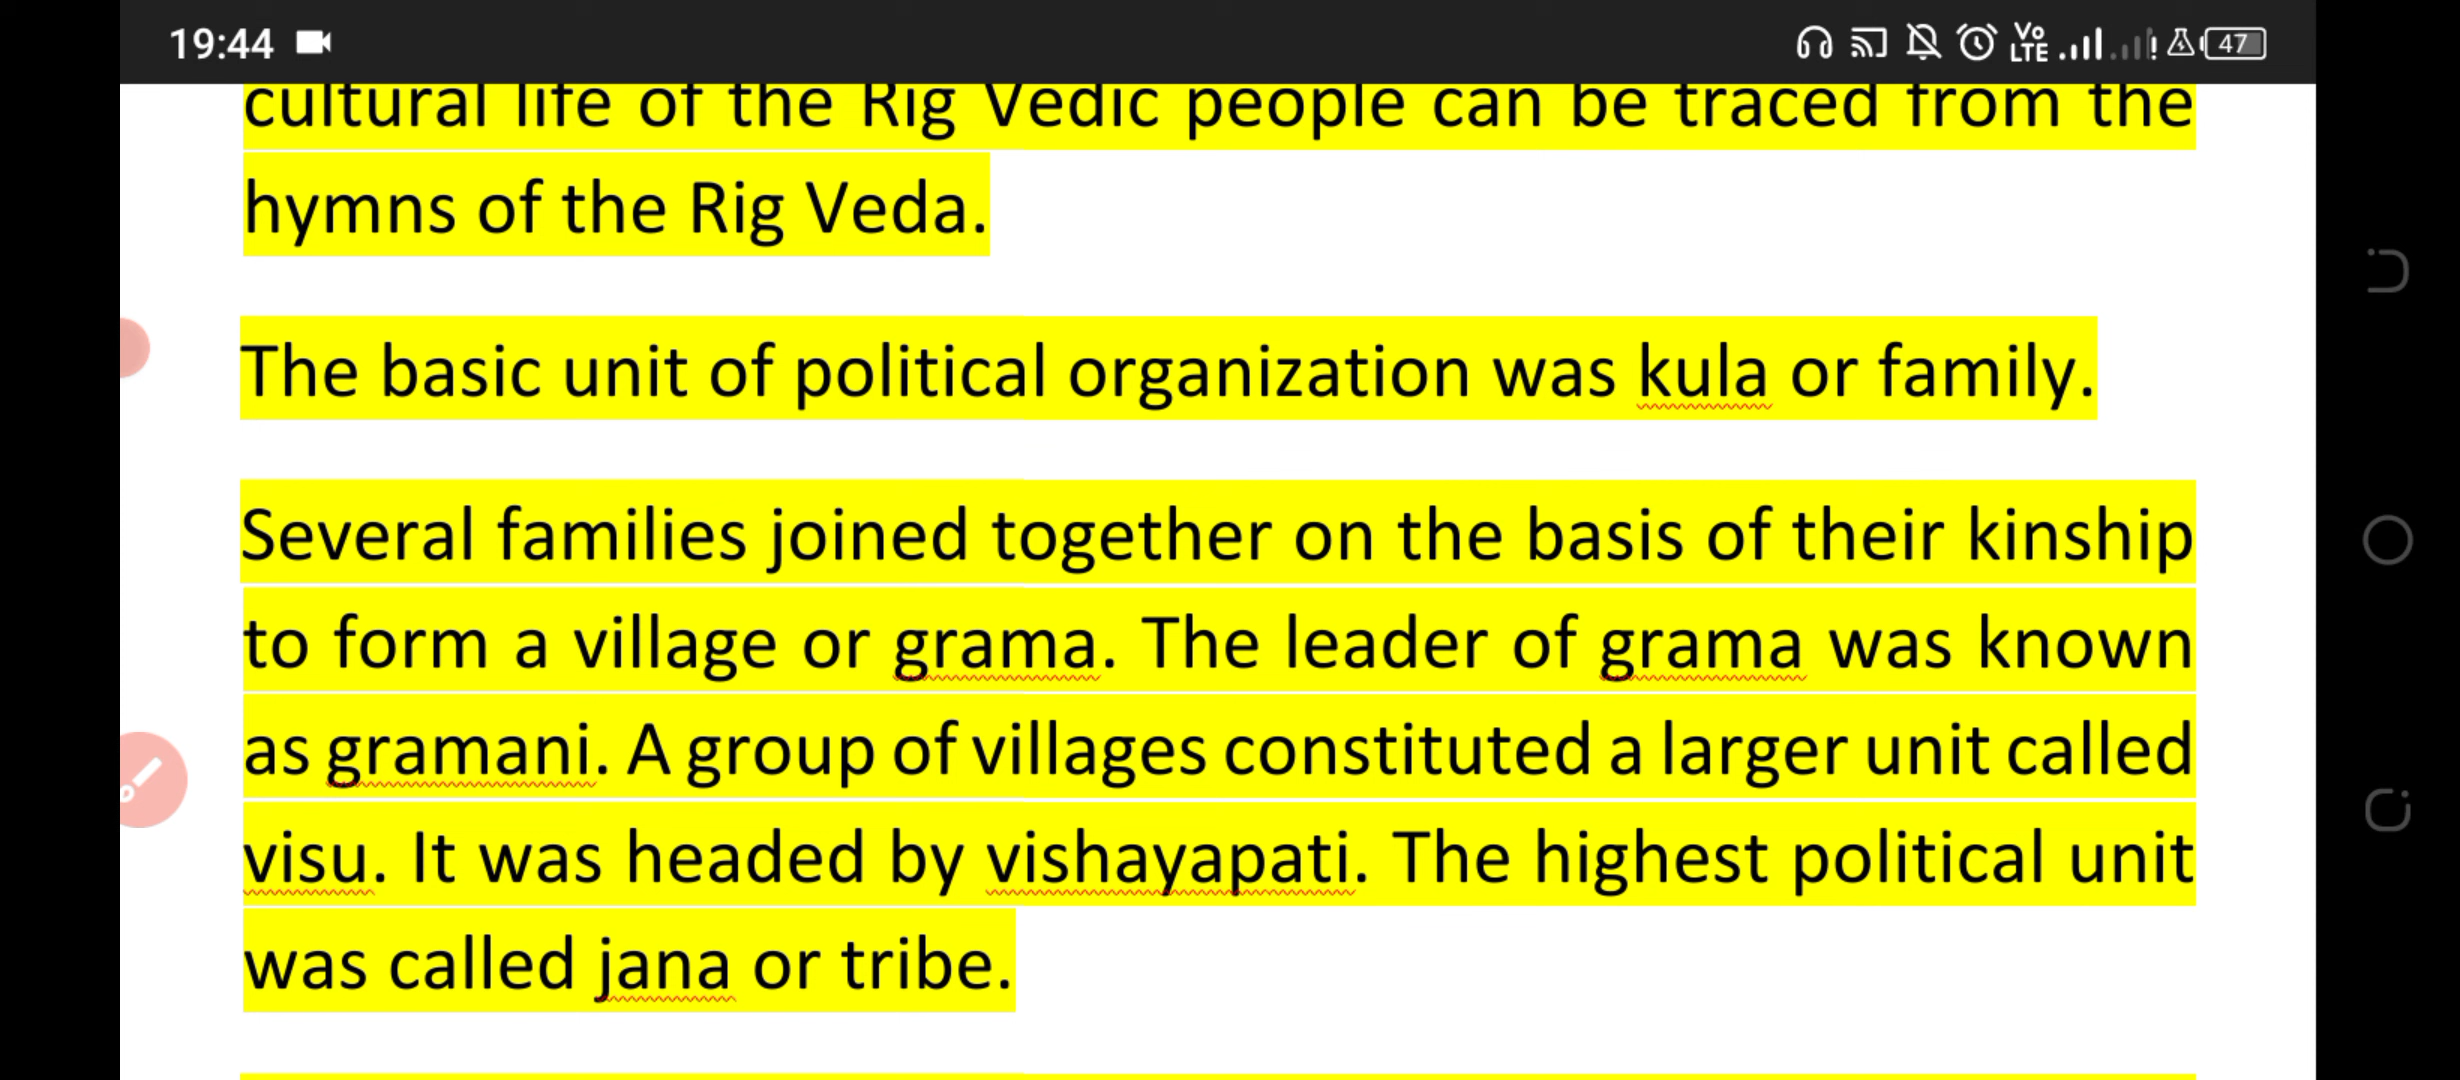 19:44
Vo
LTE
47
cultural life of the Rig Vedic people can be traced from the
hymns of the Rig Veda.
The basic unit of political organization was kula or family.
Several families joined together on the basis of their kinship
to form a village or grama. The leader of grama was known
as gramani. A group of villages constituted a larger unit called
visu. It was headed by vishayapati. The highest political unit
was called jana or tribe.